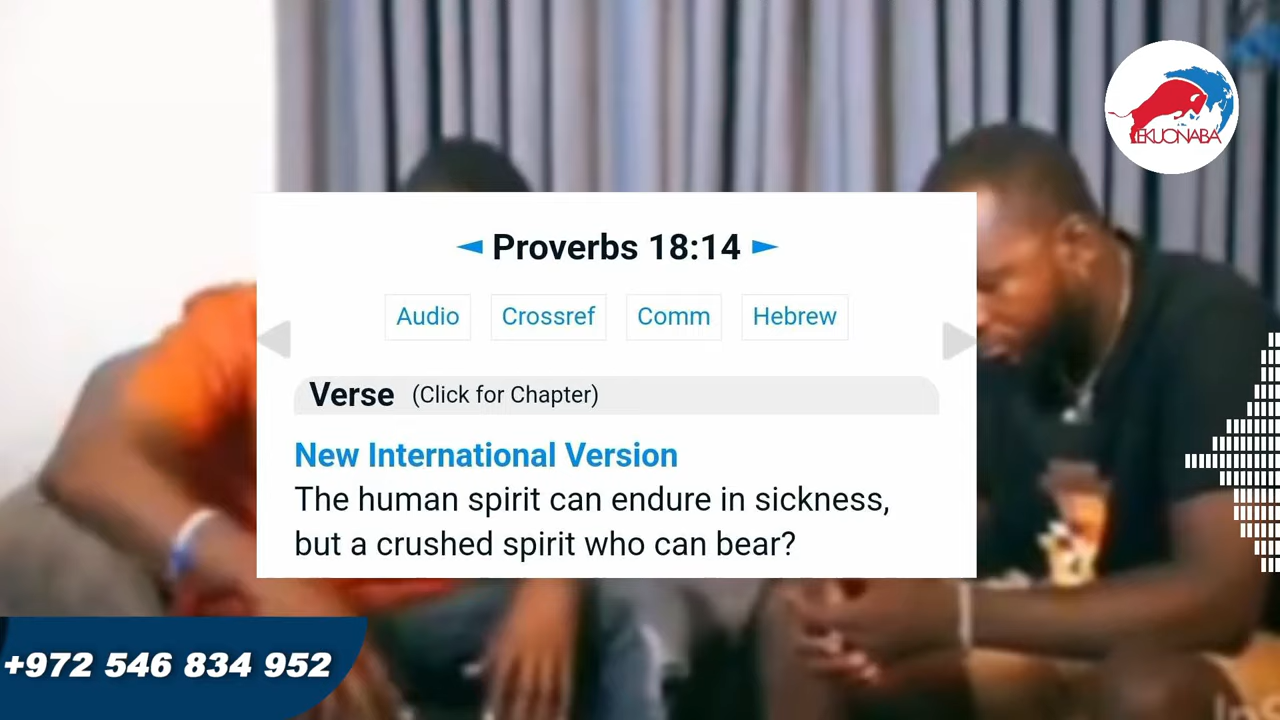 EKUONABA
◄ Proverbs 18:14 ►
Audio Crossref Comm Hebrew
Verse (Click for Chapter)
New International Version
The human spirit can endure in sickness,
but a crushed spirit who can bear?
+972 546 834 952